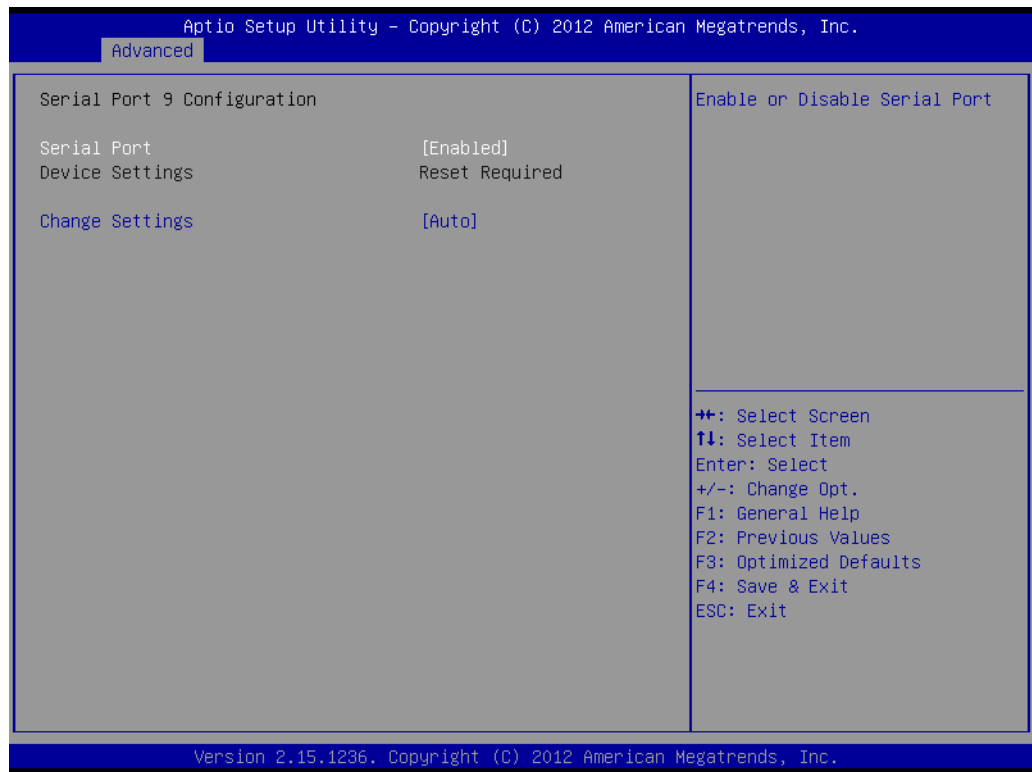 Aptio Setup Utility – Copyright (C) 2012 American Megatrends, Inc.
Advanced
Serial Port 9 Configuration
Serial Port [Enabled]
Device Settings Reset Required
Change Settings [Auto]
Enable or Disable Serial Port
→←: Select Screen
↑↓: Select Item
Enter: Select
+/-: Change Opt.
F1: General Help
F2: Previous Values
F3: Optimized Defaults
F4: Save & Exit
ESC: Exit
Version 2.15.1236. Copyright (C) 2012 American Megatrends, Inc.